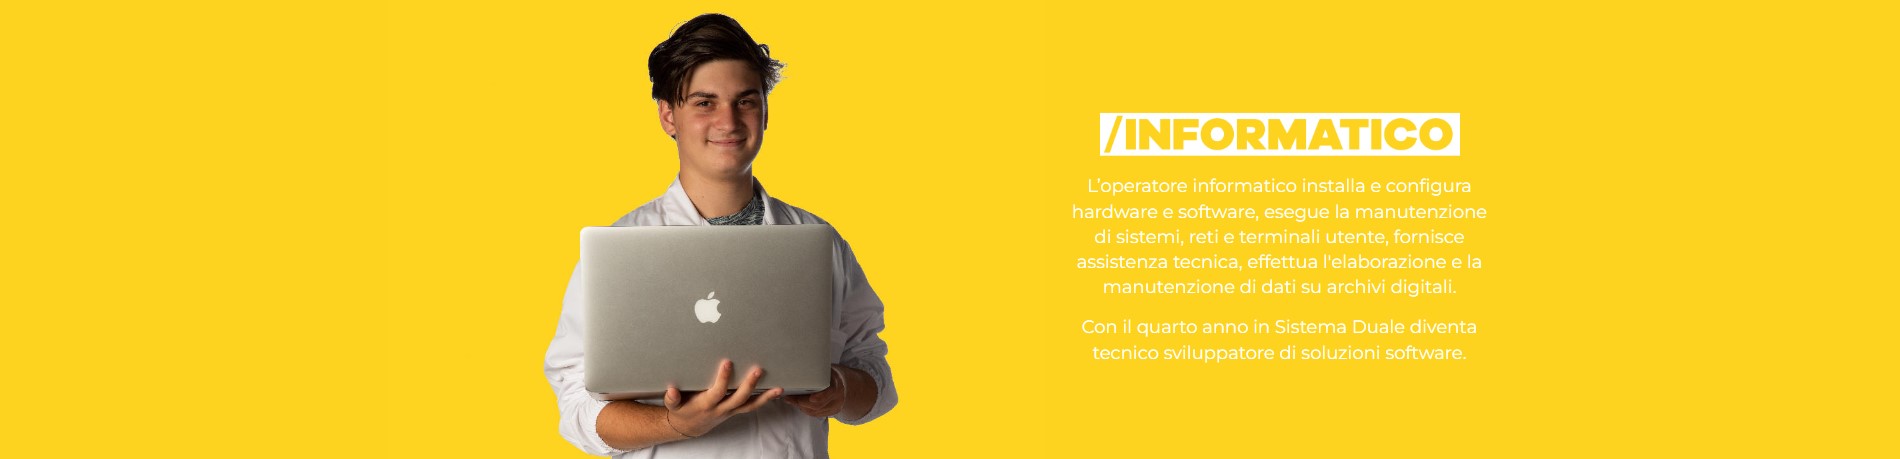 /INFORMATICO
L’operatore informatico installa e configura
hardware e software, esegue la manutenzione
di sistemi, reti e terminali utente, fornisce
assistenza tecnica, effettua l'elaborazione e la
manutenzione di dati su archivi digitali.
Con il quarto anno in Sistema Duale diventa
tecnico sviluppatore di soluzioni software.